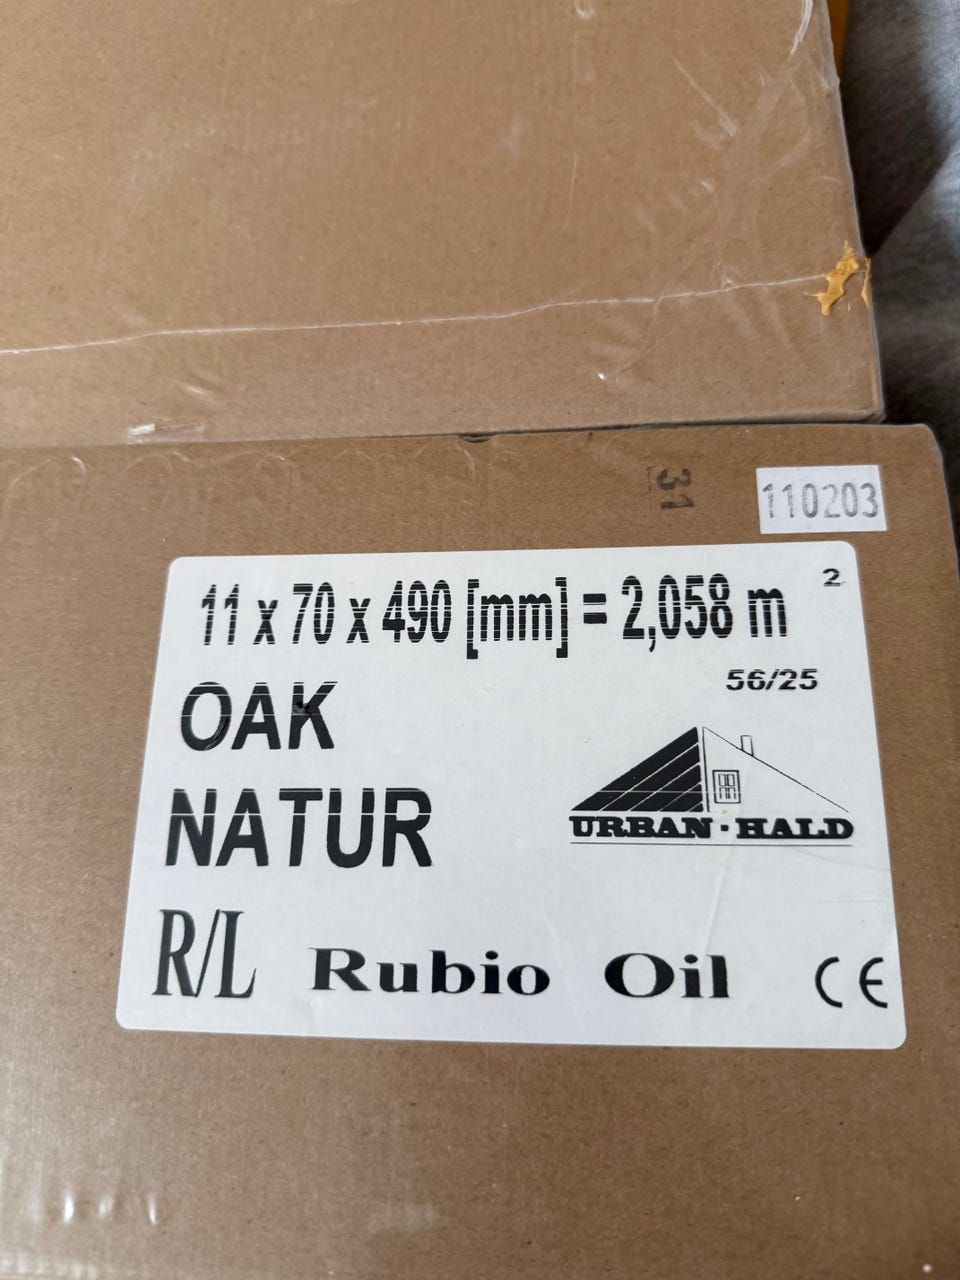 31
110203
11 x 70 x 490 [mm] = 2,058 m ²
56/25
OAK
NATUR
URBAN · HALD
R/L Rubio Oil CE